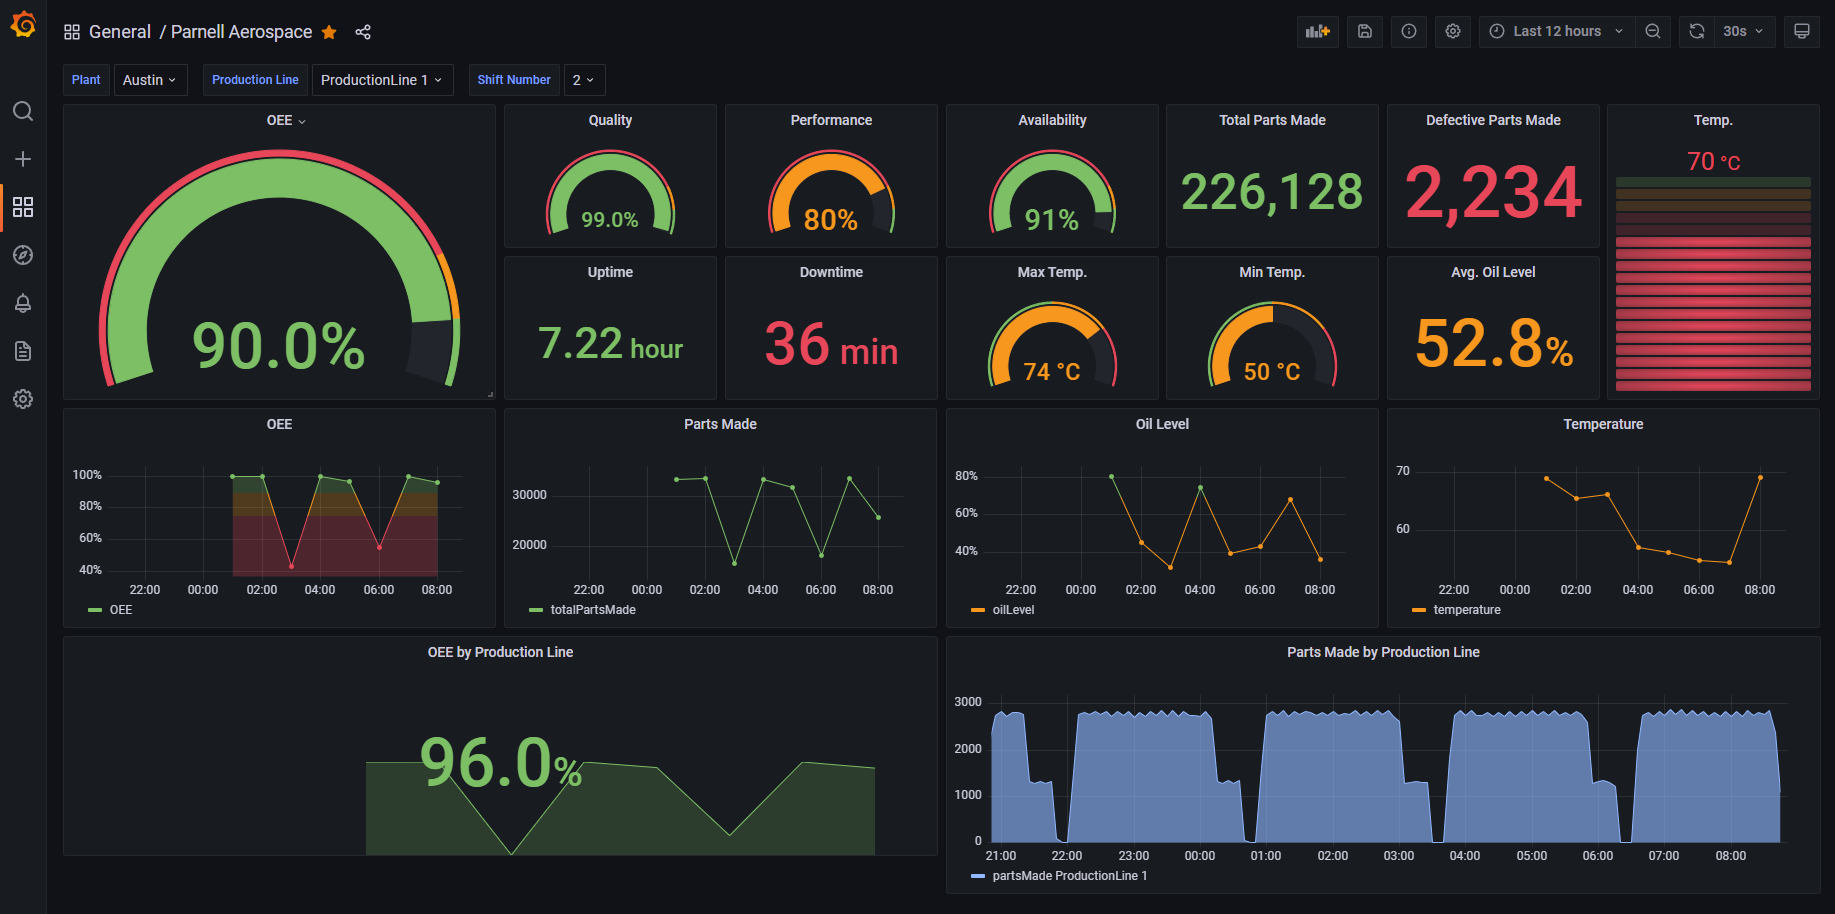 General / Parnell Aerospace
Last 12 hours
30s
Plant
Austin
Production Line
ProductionLine 1
Shift Number
2
OEE
90.0%
Quality
99.0%
Performance
80%
Availability
91%
Total Parts Made
226,128
Defective Parts Made
2,234
Temp.
70 °C
Uptime
7.22 hour
Downtime
36 min
Max Temp.
74 °C
Min Temp.
50 °C
Avg. Oil Level
52.8%
OEE
100%
80%
60%
40%
22:00 00:00 02:00 04:00 06:00 08:00
OEE
Parts Made
30000
20000
22:00 00:00 02:00 04:00 06:00 08:00
totalPartsMade
Oil Level
80%
60%
40%
22:00 00:00 02:00 04:00 06:00 08:00
oilLevel
Temperature
70
60
22:00 00:00 02:00 04:00 06:00 08:00
temperature
OEE by Production Line
96.0%
Parts Made by Production Line
3000
2000
1000
0
21:00 22:00 23:00 00:00 01:00 02:00 03:00 04:00 05:00 06:00 07:00 08:00
partsMade ProductionLine 1